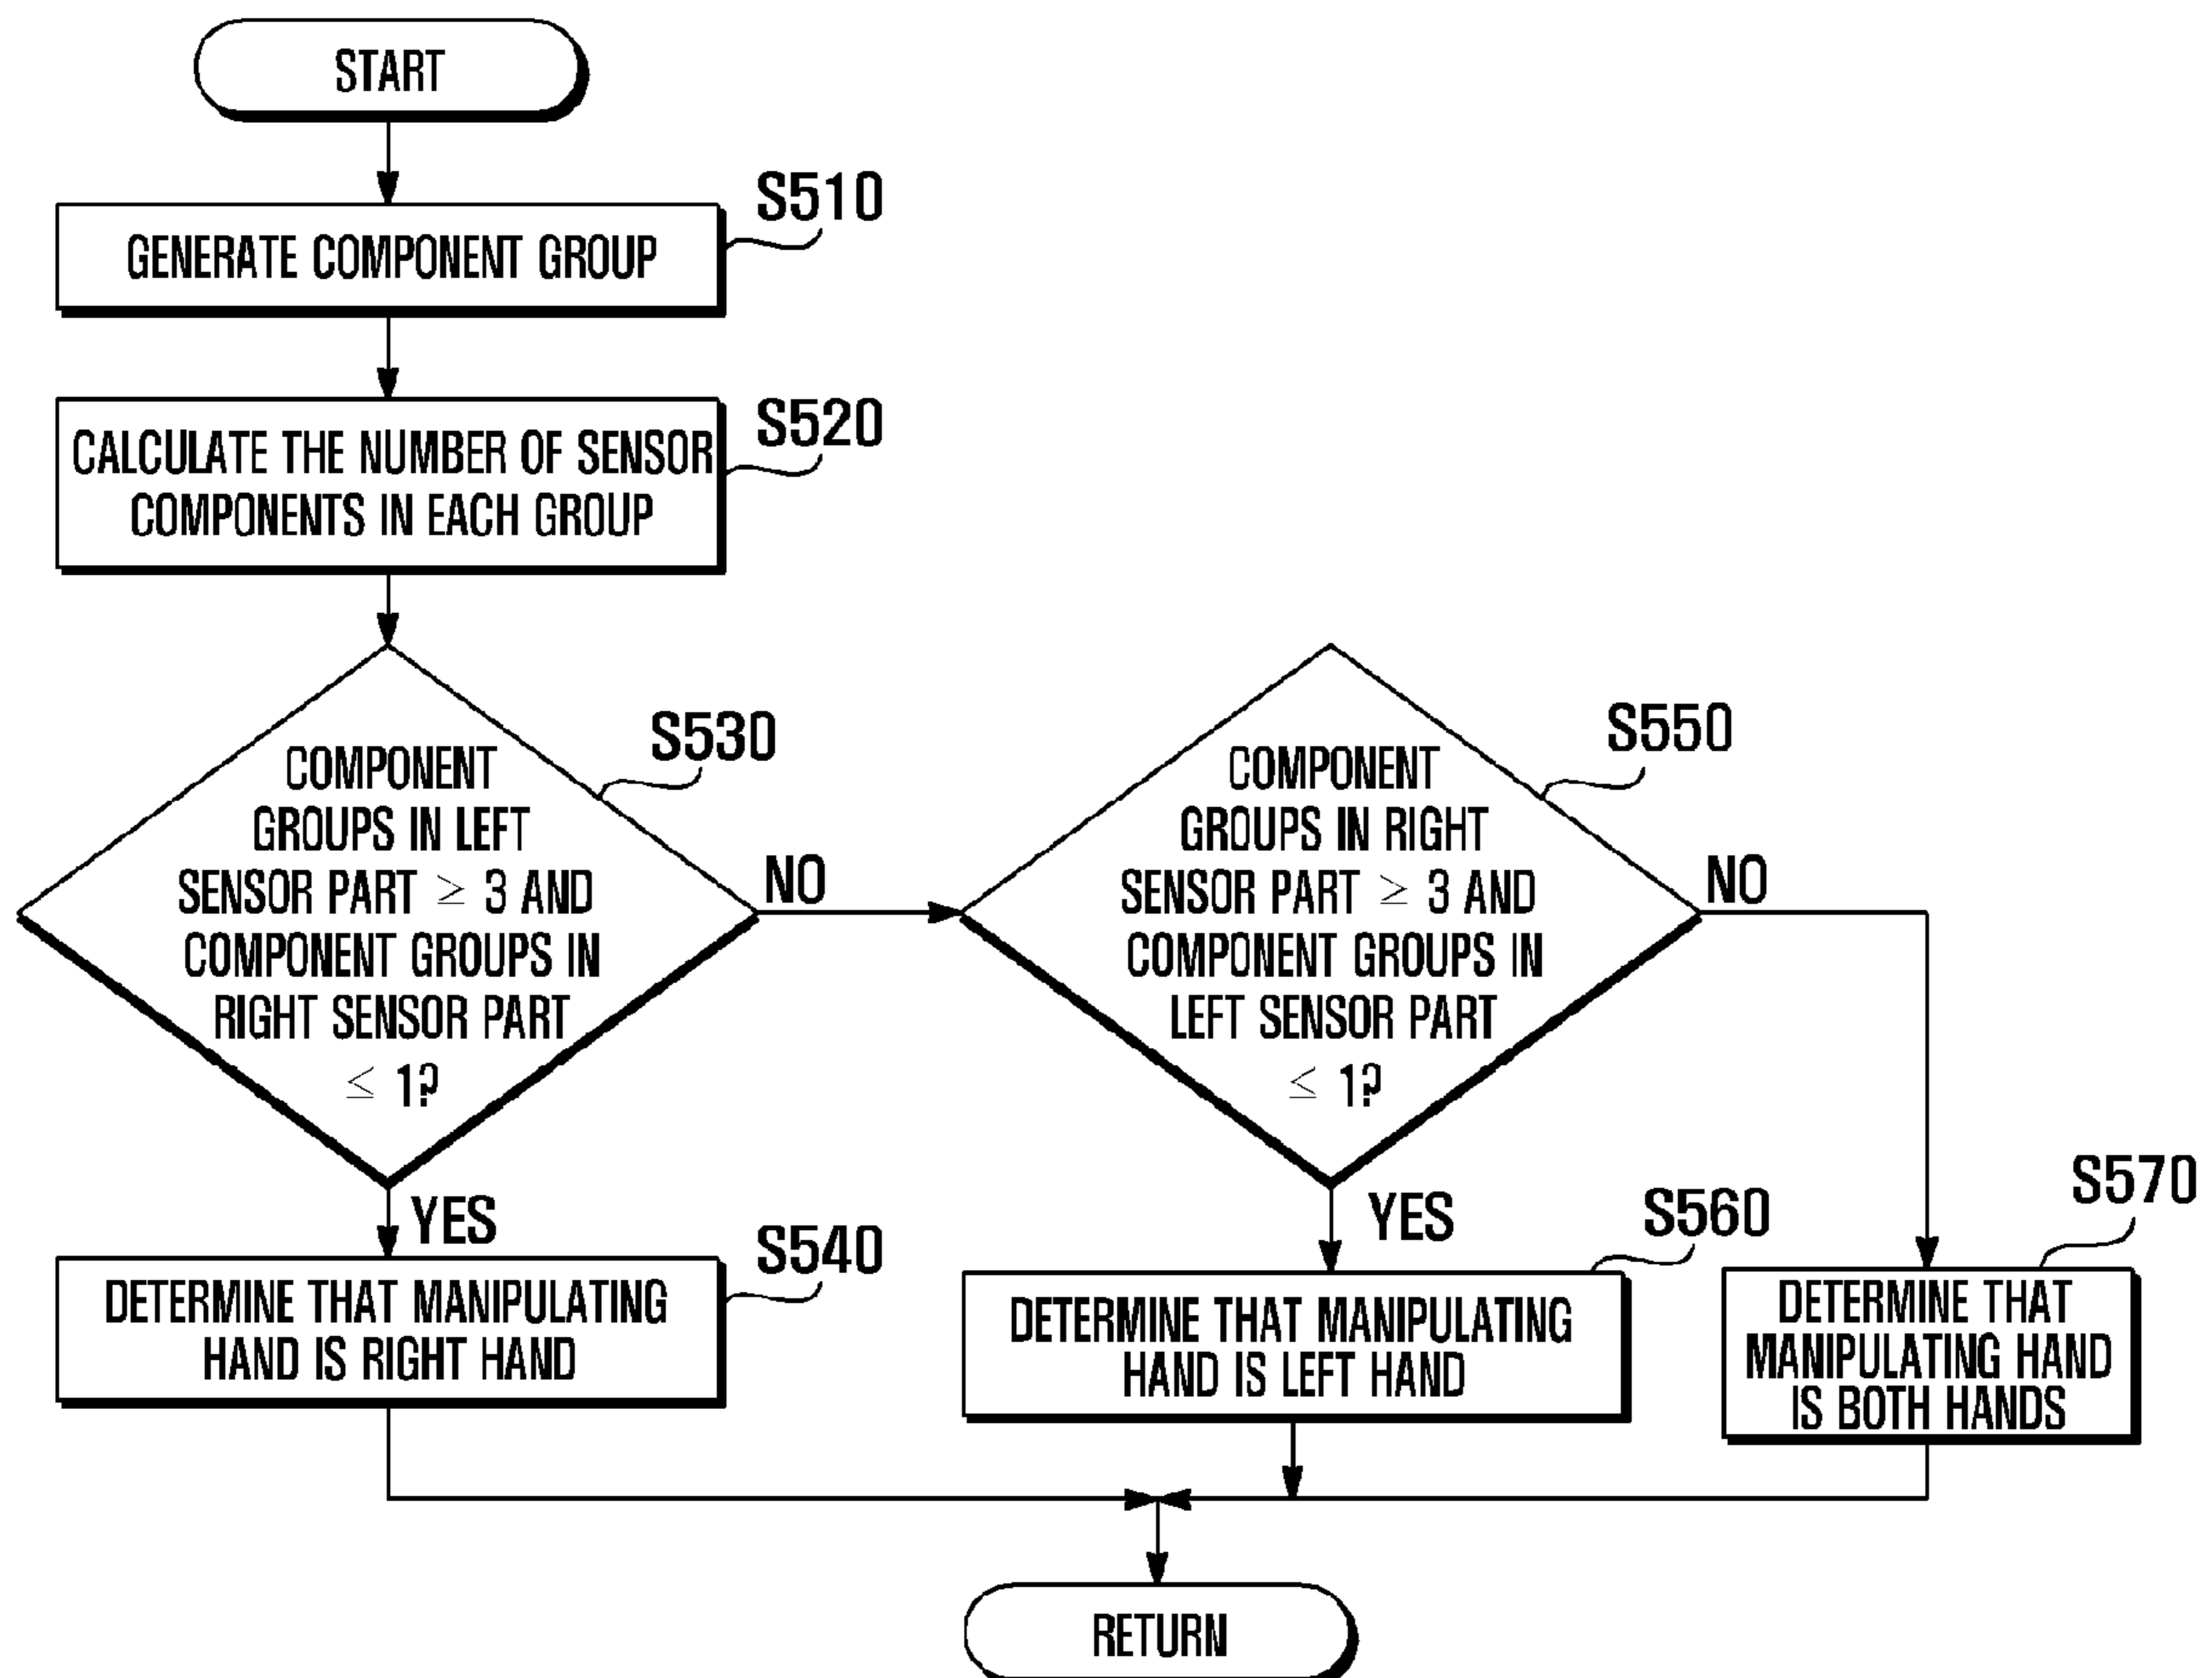 START
S510
GENERATE COMPONENT GROUP
S520
CALCULATE THE NUMBER OF SENSOR
COMPONENTS IN EACH GROUP
S530
COMPONENT
GROUPS IN LEFT
SENSOR PART ≥ 3 AND
COMPONENT GROUPS IN
RIGHT SENSOR PART
≤ 1?
NO
YES
S540
DETERMINE THAT MANIPULATING
HAND IS RIGHT HAND
S550
COMPONENT
GROUPS IN RIGHT
SENSOR PART ≥ 3 AND
COMPONENT GROUPS IN
LEFT SENSOR PART
≤ 1?
NO
YES
S560
DETERMINE THAT MANIPULATING
HAND IS LEFT HAND
S570
DETERMINE THAT
MANIPULATING HAND
IS BOTH HANDS
RETURN